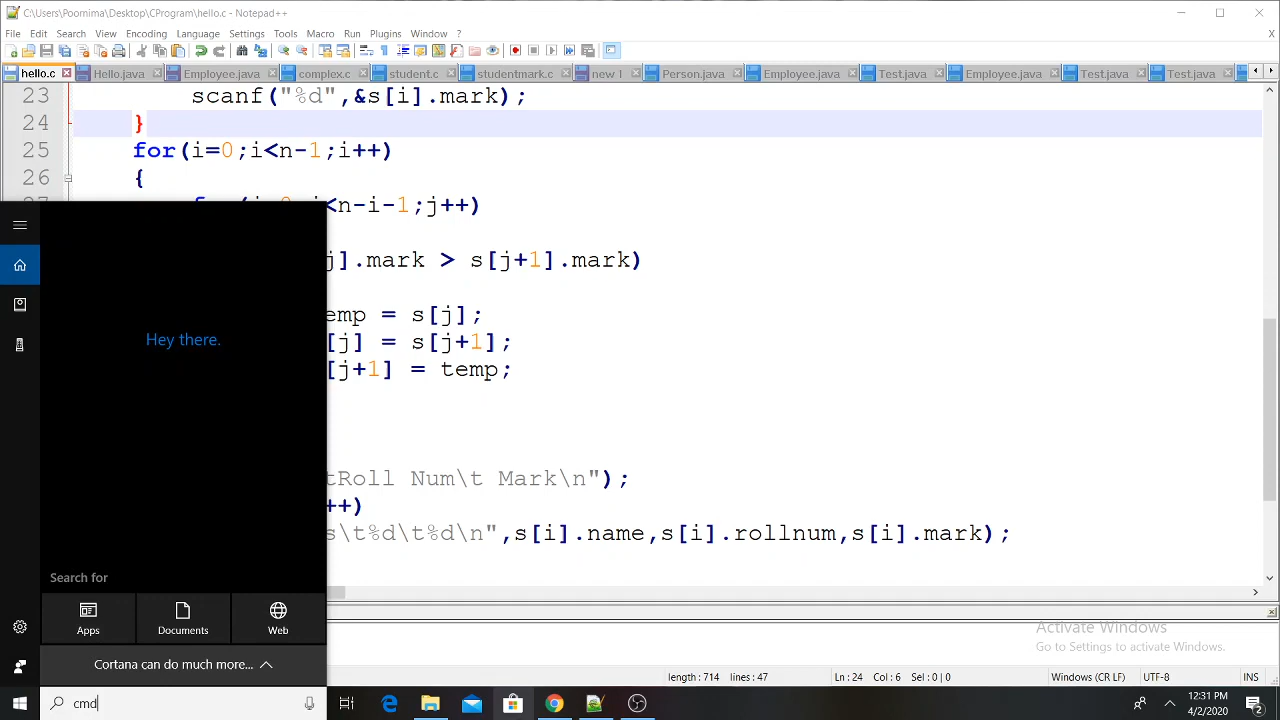 C:\Users\Poornima\Desktop\CProgram\hello.c - Notepad++
File Edit Search View Encoding Language Settings Tools Macro Run Plugins Window ? X
hello.c Hello.java Employee.java complex.c student.c studentmark.c new 1 Person.java Employee.java Test.java Employee.java Test.java Test.java
23 scanf("%d",&s[i].mark);
24 }
25 for(i=0;i<n-1;i++)
26 {
<n-i-1;j++)
j].mark > s[j+1].mark)
emp = s[j];
[j] = s[j+1];
[j+1] = temp;
tRoll Num\t Mark\n");
++)
s\t%d\t%d\n",s[i].name,s[i].rollnum,s[i].mark);
Hey there.
Search for
Apps Documents Web
Cortana can do much more...
cmd
Activate Windows
Go to Settings to activate Windows.
length : 714 lines : 47 Ln : 24 Col : 6 Sel : 0 | 0 Windows (CR LF) UTF-8 INS
12:31 PM
4/2/2020
2